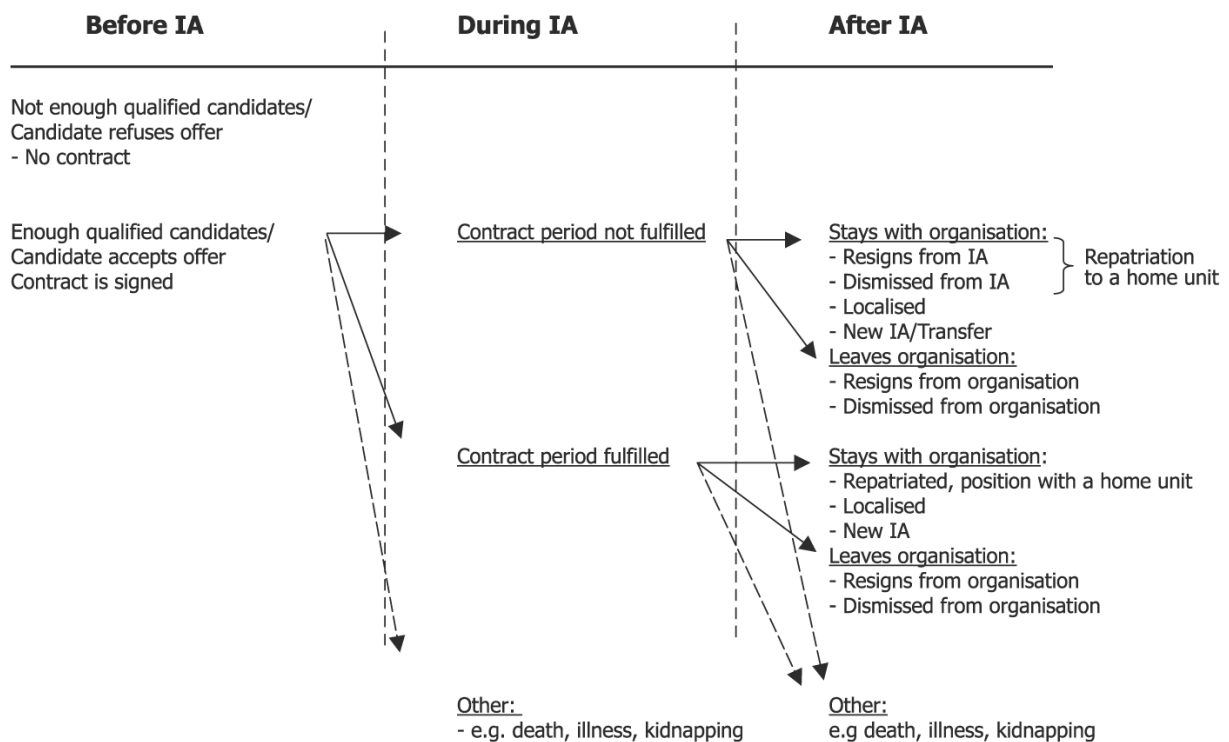 Before IA
During IA
After IA
Not enough qualified candidates/
Candidate refuses offer
- No contract
Enough qualified candidates/
Candidate accepts offer
Contract is signed
Contract period not fulfilled
Stays with organisation:
- Resigns from IA
- Dismissed from IA
- Localised
- New IA/Transfer
Repatriation
to a home unit
Leaves organisation:
- Resigns from organisation
- Dismissed from organisation
Contract period fulfilled
Stays with organisation:
- Repatriated, position with a home unit
- Localised
- New IA
Leaves organisation:
- Resigns from organisation
- Dismissed from organisation
Other:
- e.g. death, illness, kidnapping
Other:
e.g death, illness, kidnapping